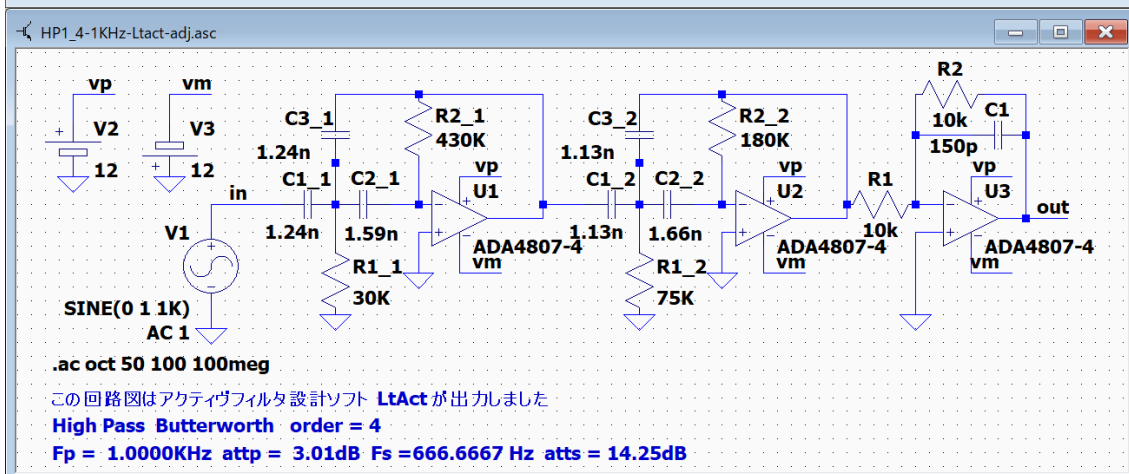 HP1_4-1KHz-Ltact-adj.asc
vp
vm
V2
12
V3
12
in
V1
SINE(0 1 1K)
AC 1
C3_1
1.24n
C1_1
1.24n
C2_1
1.59n
R2_1
430K
R1_1
30K
vp
U1
ADA4807-4
vm
C3_2
1.13n
C1_2
1.13n
C2_2
1.66n
R2_2
180K
R1_2
75K
vp
U2
ADA4807-4
vm
R1
10k
R2
10k
C1
150p
vp
U3
out
ADA4807-4
vm
.ac oct 50 100 100meg
この回路図はアクティヴフィルタ設計ソフト LtActが出力しました
High Pass Butterworth order = 4
Fp = 1.0000KHz attp = 3.01dB Fs =666.6667 Hz atts = 14.25dB